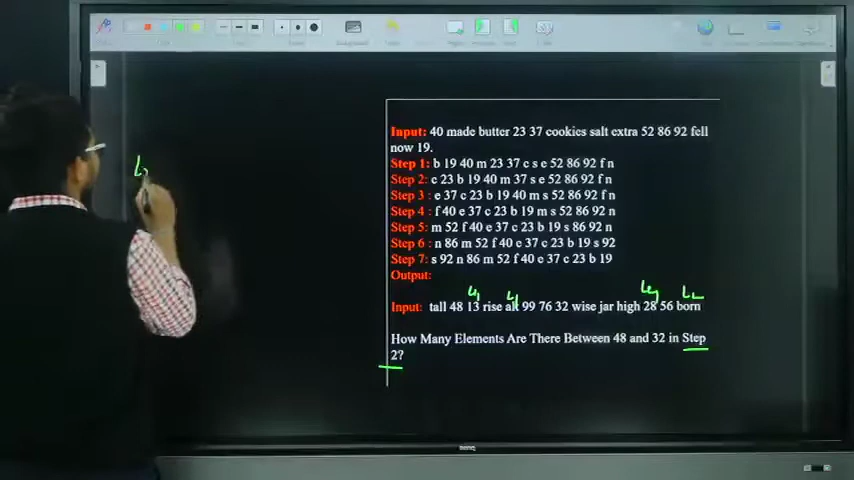 Input: 40 made butter 23 37 cookies salt extra 52 86 92 fell
now 19.
Step 1: b 19 40 m 23 37 c s e 52 86 92 f n
Step 2: c 23 b 19 40 m 37 s e 52 86 92 f n
Step 3 : e 37 c 23 b 19 40 m s 52 86 92 f n
Step 4 : f 40 e 37 c 23 b 19 m s 52 86 92 n
Step 5: m 52 f 40 e 37 c 23 b 19 s 86 92 n
Step 6: n 86 m 52 f 40 e 37 c 23 b 19 s 92
Step 7: s 92 n 86 m 52 f 40 e 37 c 23 b 19
Output:
Input: tall 48 13 rise alt 99 76 32 wise jar high 28 56 born
How Many Elements Are There Between 48 and 32 in Step
2?